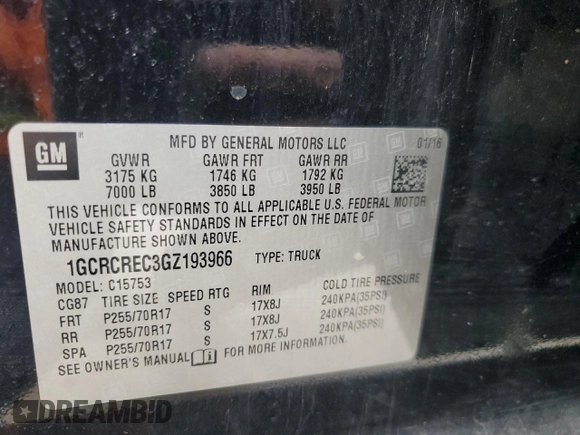 GM
MFD BY GENERAL MOTORS LLC 01/16
GVWR GAWR FRT GAWR RR
3175 KG 1746 KG 1792 KG
7000 LB 3850 LB 3950 LB
THIS VEHICLE CONFORMS TO ALL APPLICABLE U.S. FEDERAL MOTOR
VEHICLE SAFETY STANDARDS IN EFFECT ON THE DATE OF
MANUFACTURE SHOWN ABOVE.
1GCRCREC3GZ193966 TYPE: TRUCK
MODEL: C15753
CG87 TIRE SIZE SPEED RTG RIM COLD TIRE PRESSURE
FRT P255/70R17 S 17X8J 240KPA(35PSI)
RR P255/70R17 S 17X8J 240KPA(35PSI)
SPA P255/70R17 S 17X7.5J 240KPA(35PSI)
SEE OWNER'S MANUAL FOR MORE INFORMATION.
DREAMBID